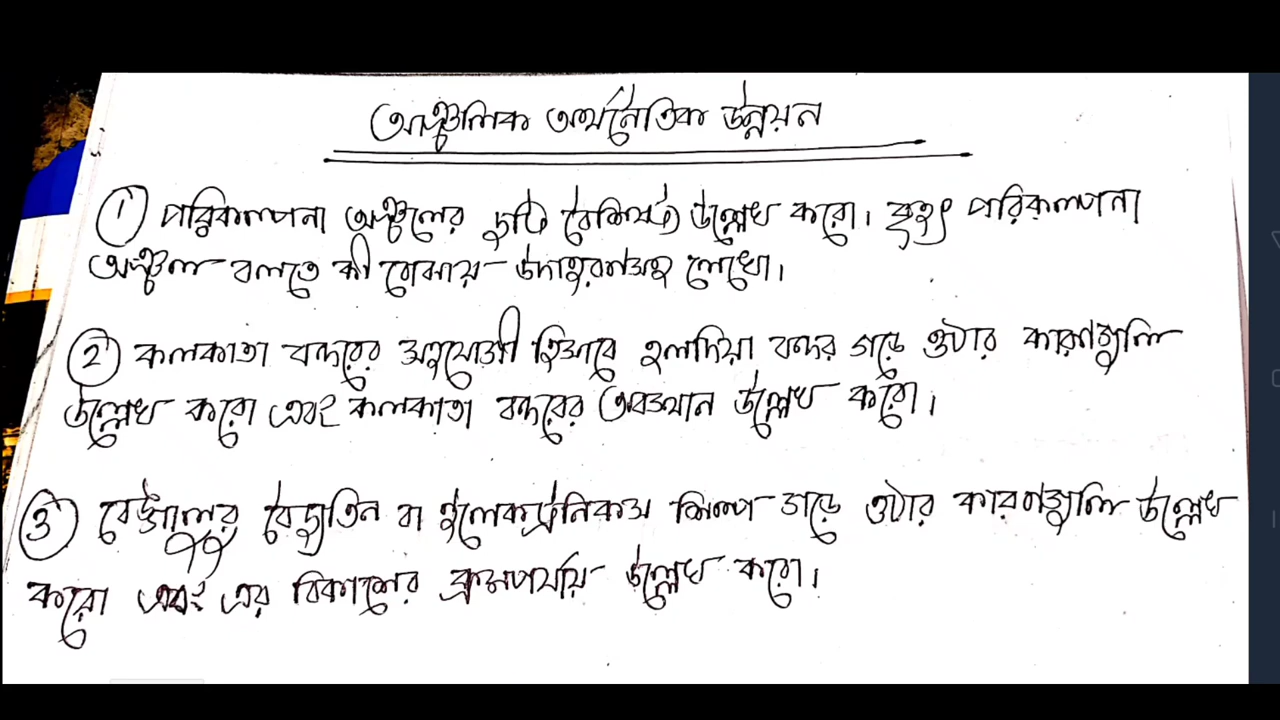 আঞ্চলিক অর্থনৈতিক উন্নয়ন
① পরিকল্পনা অঞ্চলের দুটি বৈশিষ্ট্য উল্লেখ করো। বৃহৎ পরিকল্পনা
অঞ্চল বলতে কী বোঝায় উদাহরণসহ লেখো।
② কলকাতা বন্দরের সহযোগী হিসাবে হলদিয়া বন্দর গড়ে ওঠার কারণগুলি
উল্লেখ করো এবং কলকাতা বন্দরের অবস্থান উল্লেখ করো।
③ বেঙ্গালুরু বৈদ্যুতিন বা ইলেকট্রনিকস শিল্প গড়ে ওঠার কারণগুলি উল্লেখ
করো এবং এর বিকাশের ক্রমপর্যায় উল্লেখ করো।